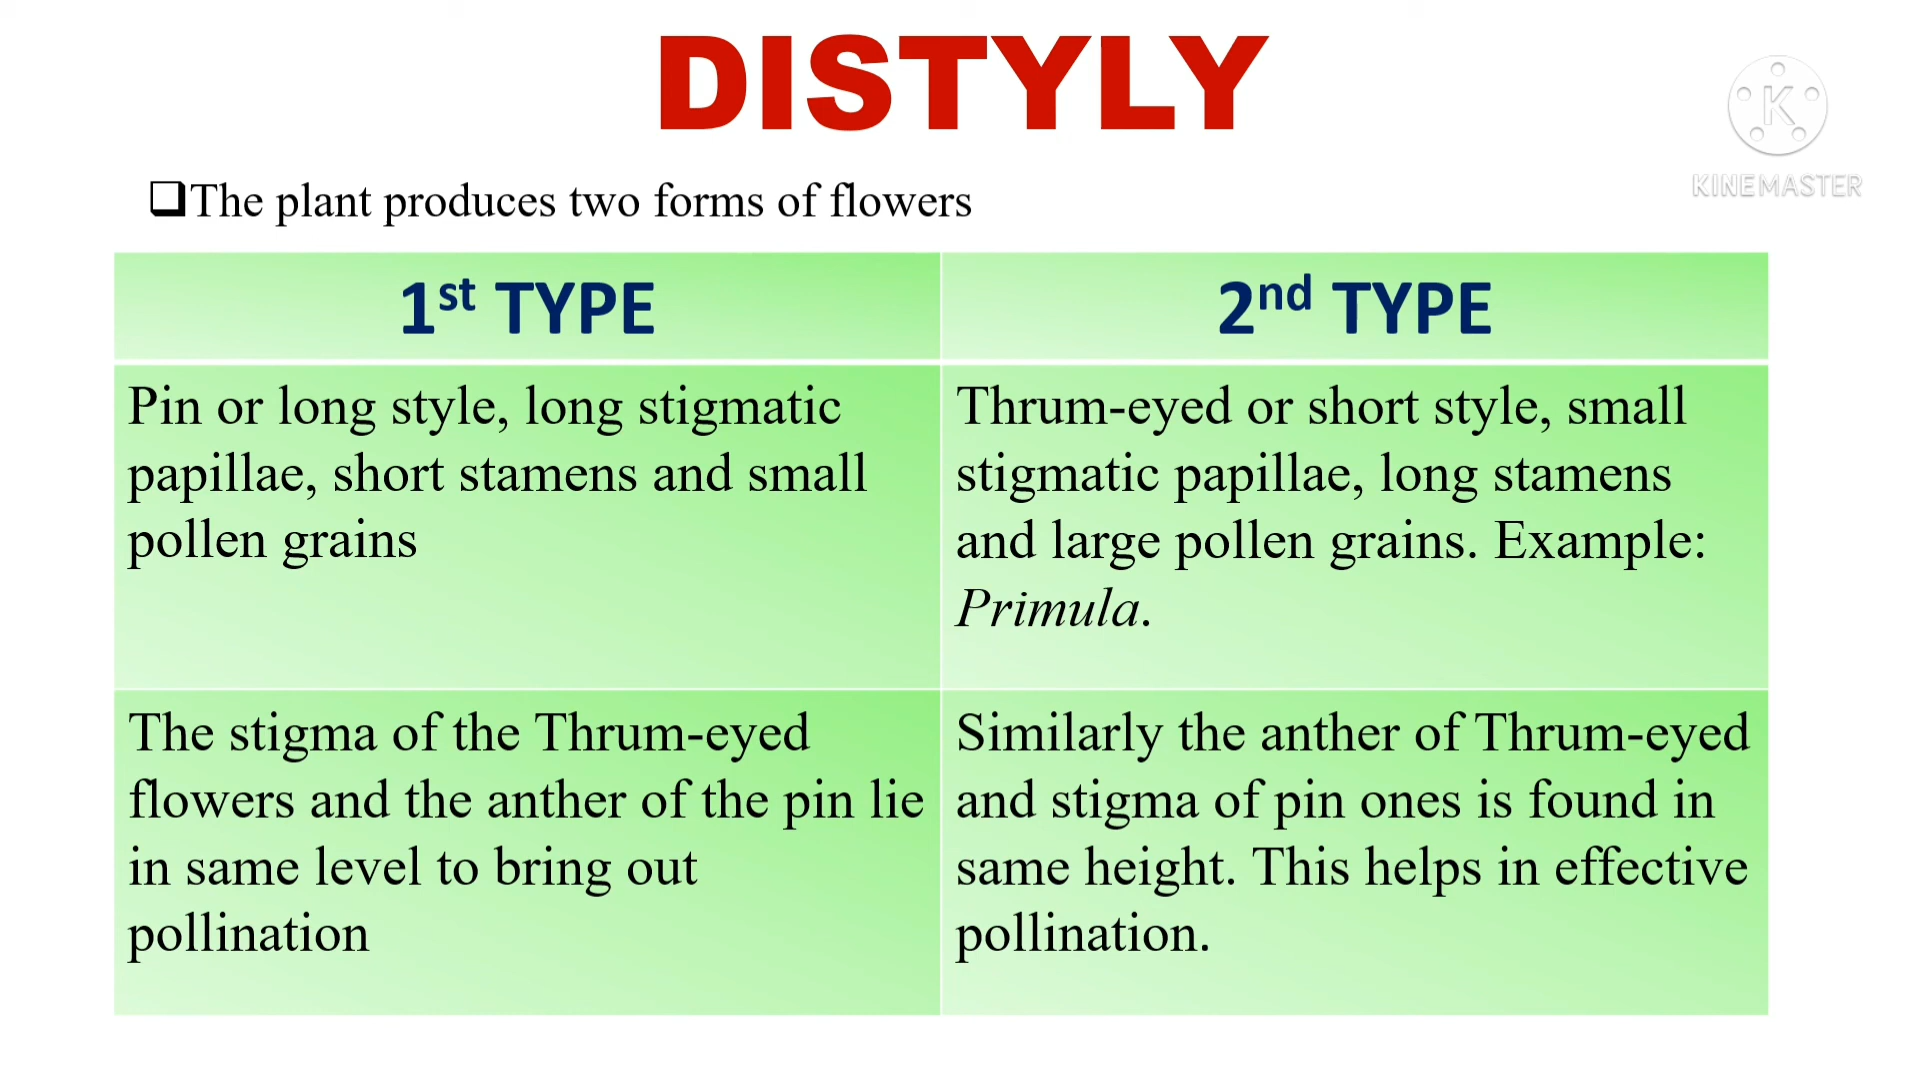 DISTYLY
K
KINEMASTER
❑The plant produces two forms of flowers
1st TYPE
2nd TYPE
Pin or long style, long stigmatic
papillae, short stamens and small
pollen grains
Thrum-eyed or short style, small
stigmatic papillae, long stamens
and large pollen grains. Example:
Primula.
The stigma of the Thrum-eyed
flowers and the anther of the pin lie
in same level to bring out
pollination
Similarly the anther of Thrum-eyed
and stigma of pin ones is found in
same height. This helps in effective
pollination.